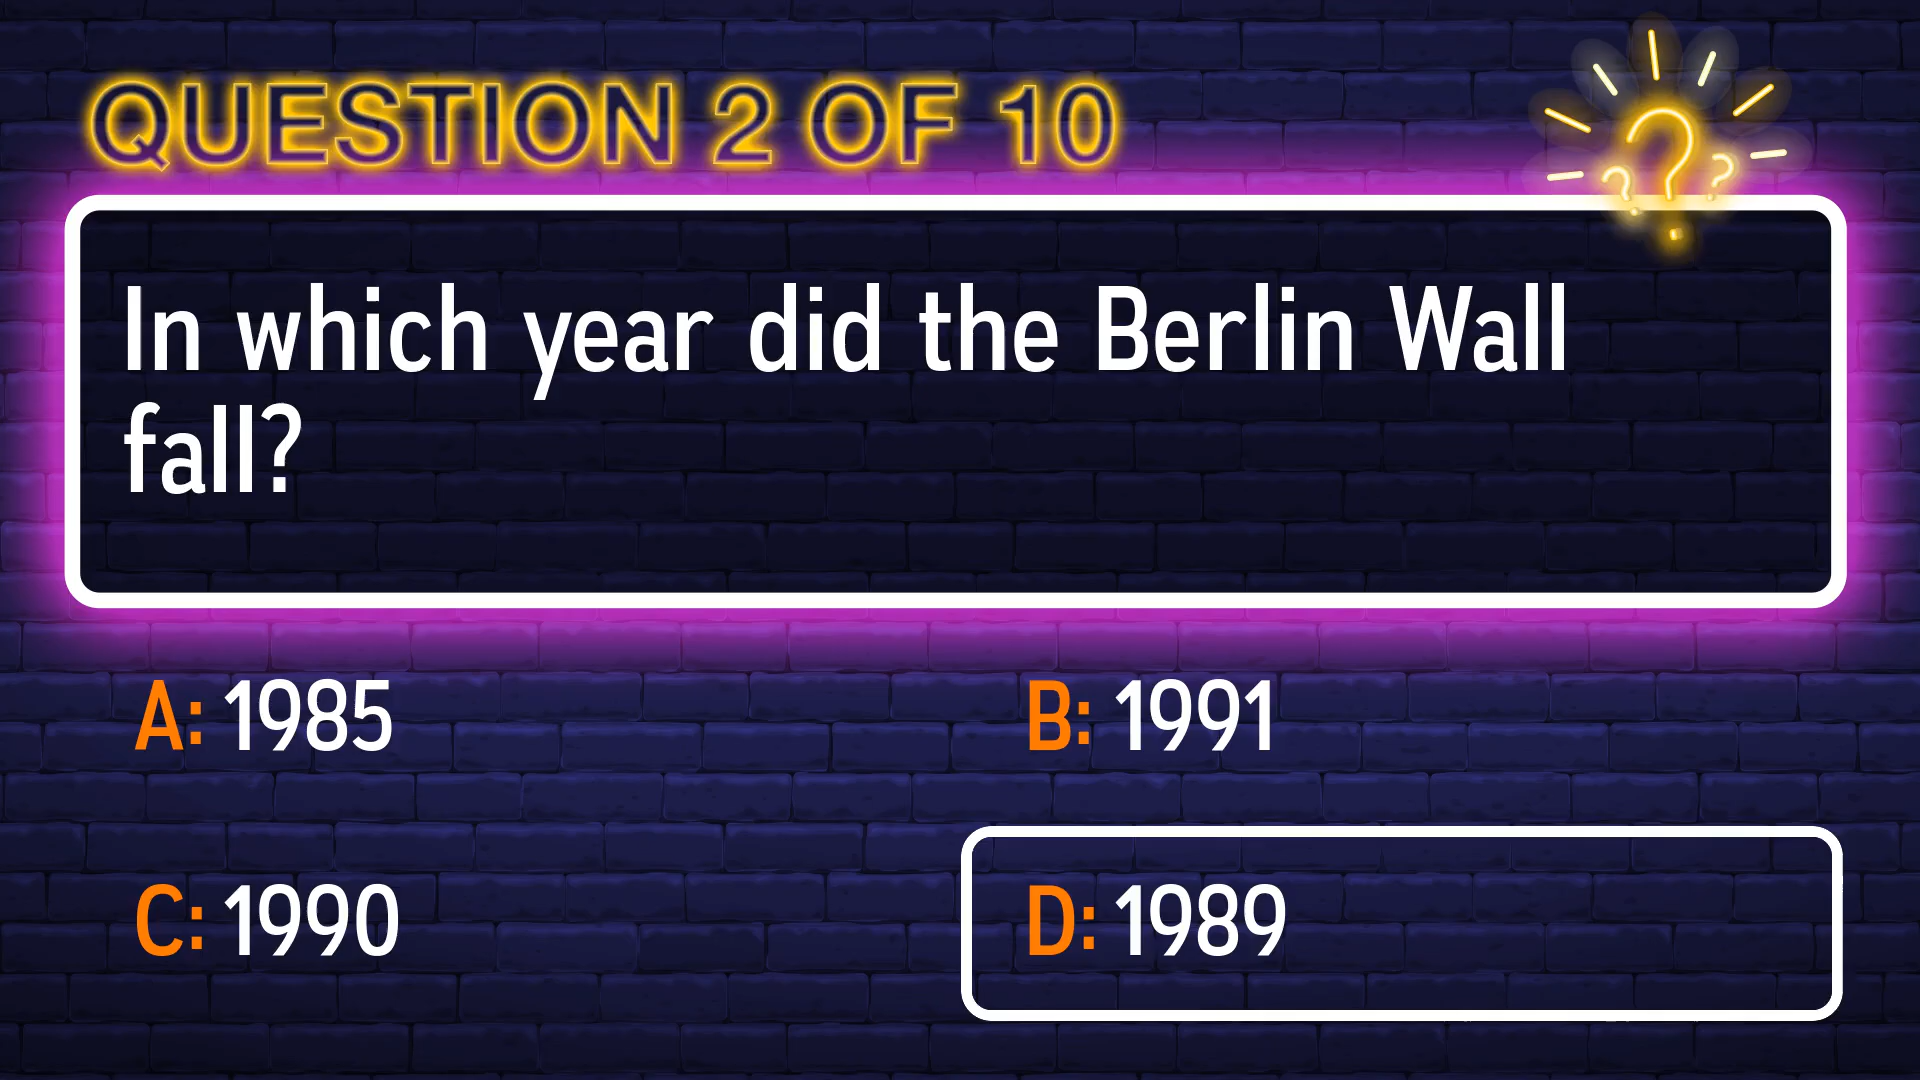 QUESTION 2 OF 10
In which year did the Berlin Wall
fall?
A: 1985
B: 1991
C: 1990
D: 1989